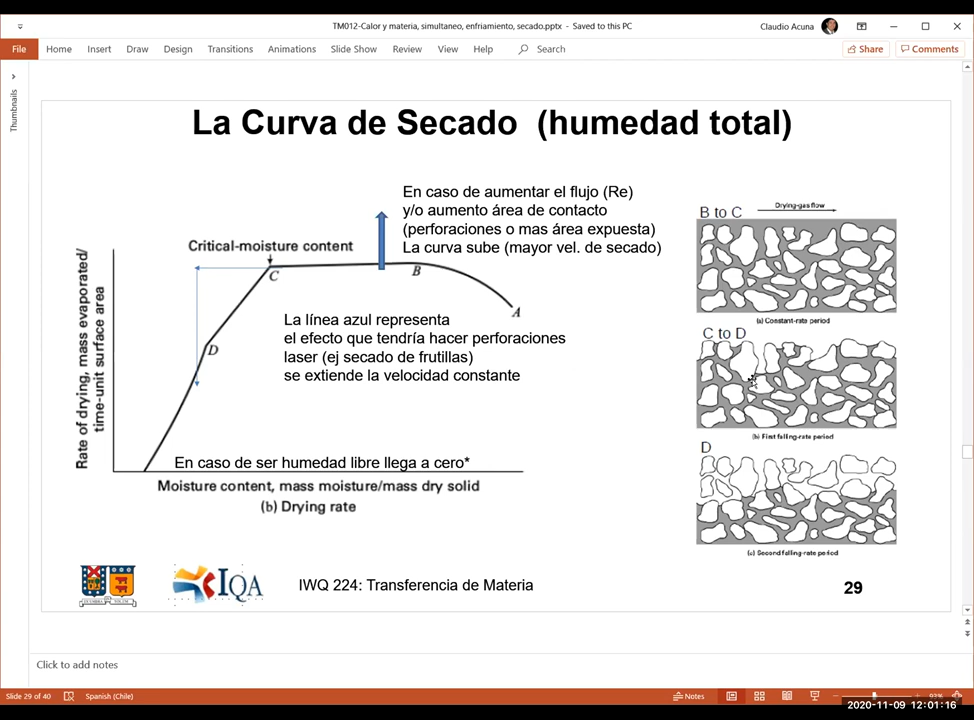 TM012-Calor y materia, simultaneo, enfriamiento, secado.pptx - Saved to this PC
Claudio Acuna
File Home Insert Draw Design Transitions Animations Slide Show Review View Help Search Share Comments
Thumbnails
La Curva de Secado (humedad total)
En caso de aumentar el flujo (Re)
y/o aumento área de contacto
(perforaciones o mas área expuesta)
La curva sube (mayor vel. de secado)
Critical-moisture content
C
B
A
D
La línea azul representa
el efecto que tendría hacer perforaciones
laser (ej secado de frutillas)
se extiende la velocidad constante
Rate of drying, mass evaporated/
time-unit surface area
En caso de ser humedad libre llega a cero*
Moisture content, mass moisture/mass dry solid
(b) Drying rate
Drying-gas flow
B to C
(a) Constant-rate period
C to D
(b) First falling-rate period
D
(c) Second falling-rate period
IQA
IWQ 224: Transferencia de Materia
29
Click to add notes
Slide 29 of 40 Spanish (Chile) Notes
2020-11-09 12:01:16